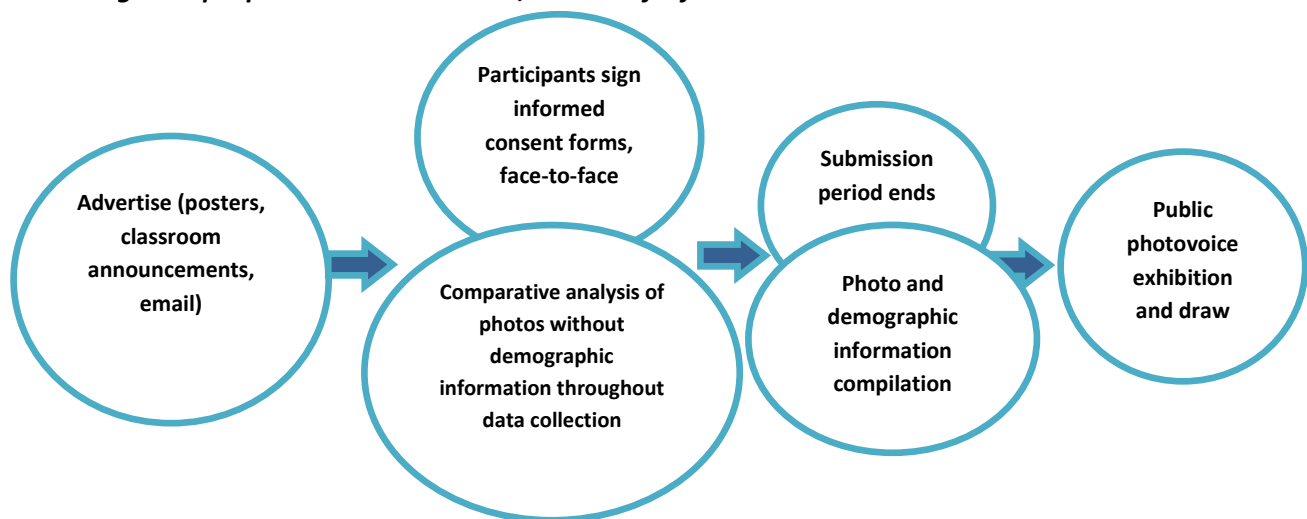 Advertise (posters,
classroom
announcements,
email)
Participants sign
informed
consent forms,
face-to-face
Comparative analysis of
photos without
demographic
information throughout
data collection
Submission
period ends
Photo and
demographic
information
compilation
Public
photovoice
exhibition
and draw